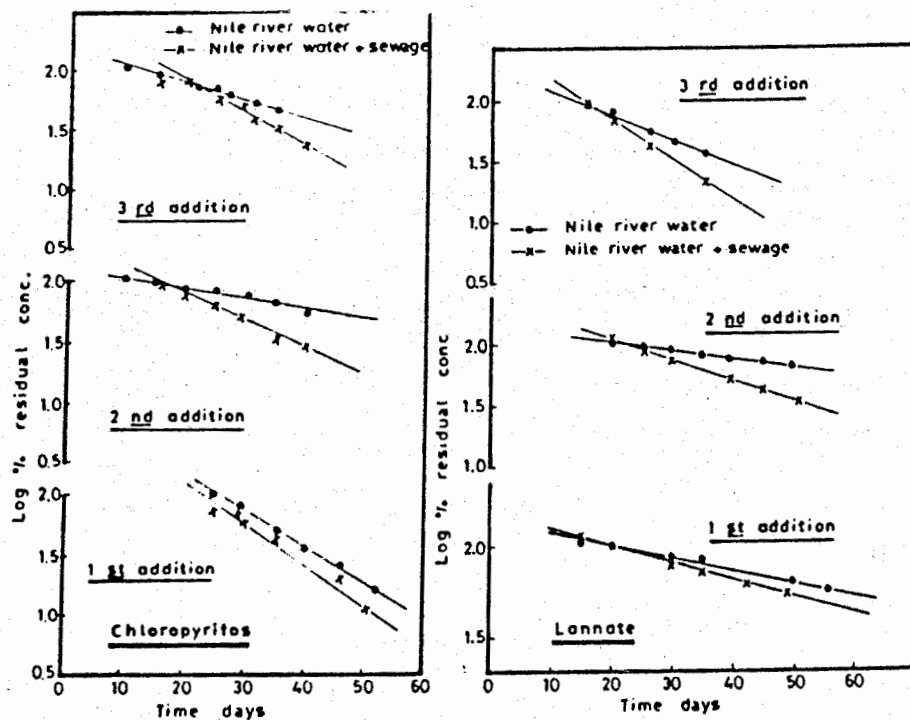 Nile river water
Nile river water + sewage
2.0
1.5
1.0
0.5
3 rd addition
2.0
1.5
1.0
0.5
2 nd addition
2.0
1.5
1.0
0.5
1 st addition
Chloropyritos
Log % residual conc.
0 10 20 30 40 50 60
Time days
3 rd addition
2.0
1.5
1.0
0.5
Nile river water
Nile river water + sewage
2 nd addition
2.0
1.5
1.0
1 st addition
2.0
1.5
Lannate
Log % residual conc
0 10 20 30 40 50 60
Time days